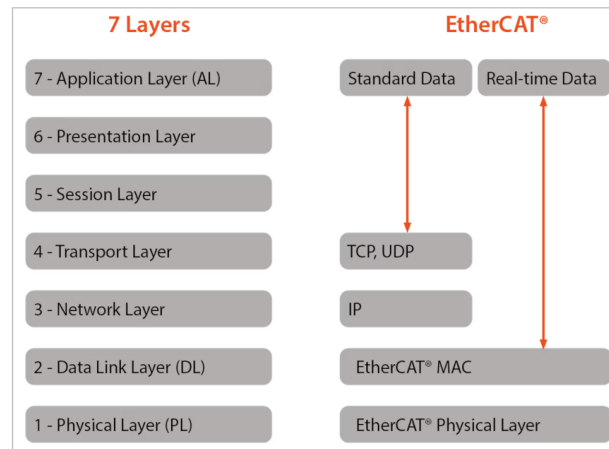 7 Layers
EtherCAT®
7 - Application Layer (AL)
Standard Data
Real-time Data
6 - Presentation Layer
5 - Session Layer
4 - Transport Layer
TCP, UDP
3 - Network Layer
IP
2 - Data Link Layer (DL)
EtherCAT® MAC
1 - Physical Layer (PL)
EtherCAT® Physical Layer